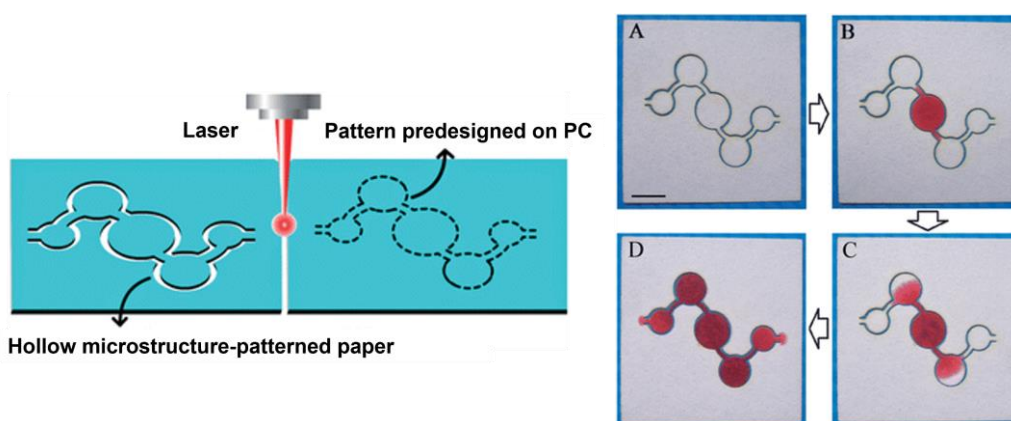 Laser
Pattern predesigned on PC
Hollow microstructure-patterned paper
A
B
D
C